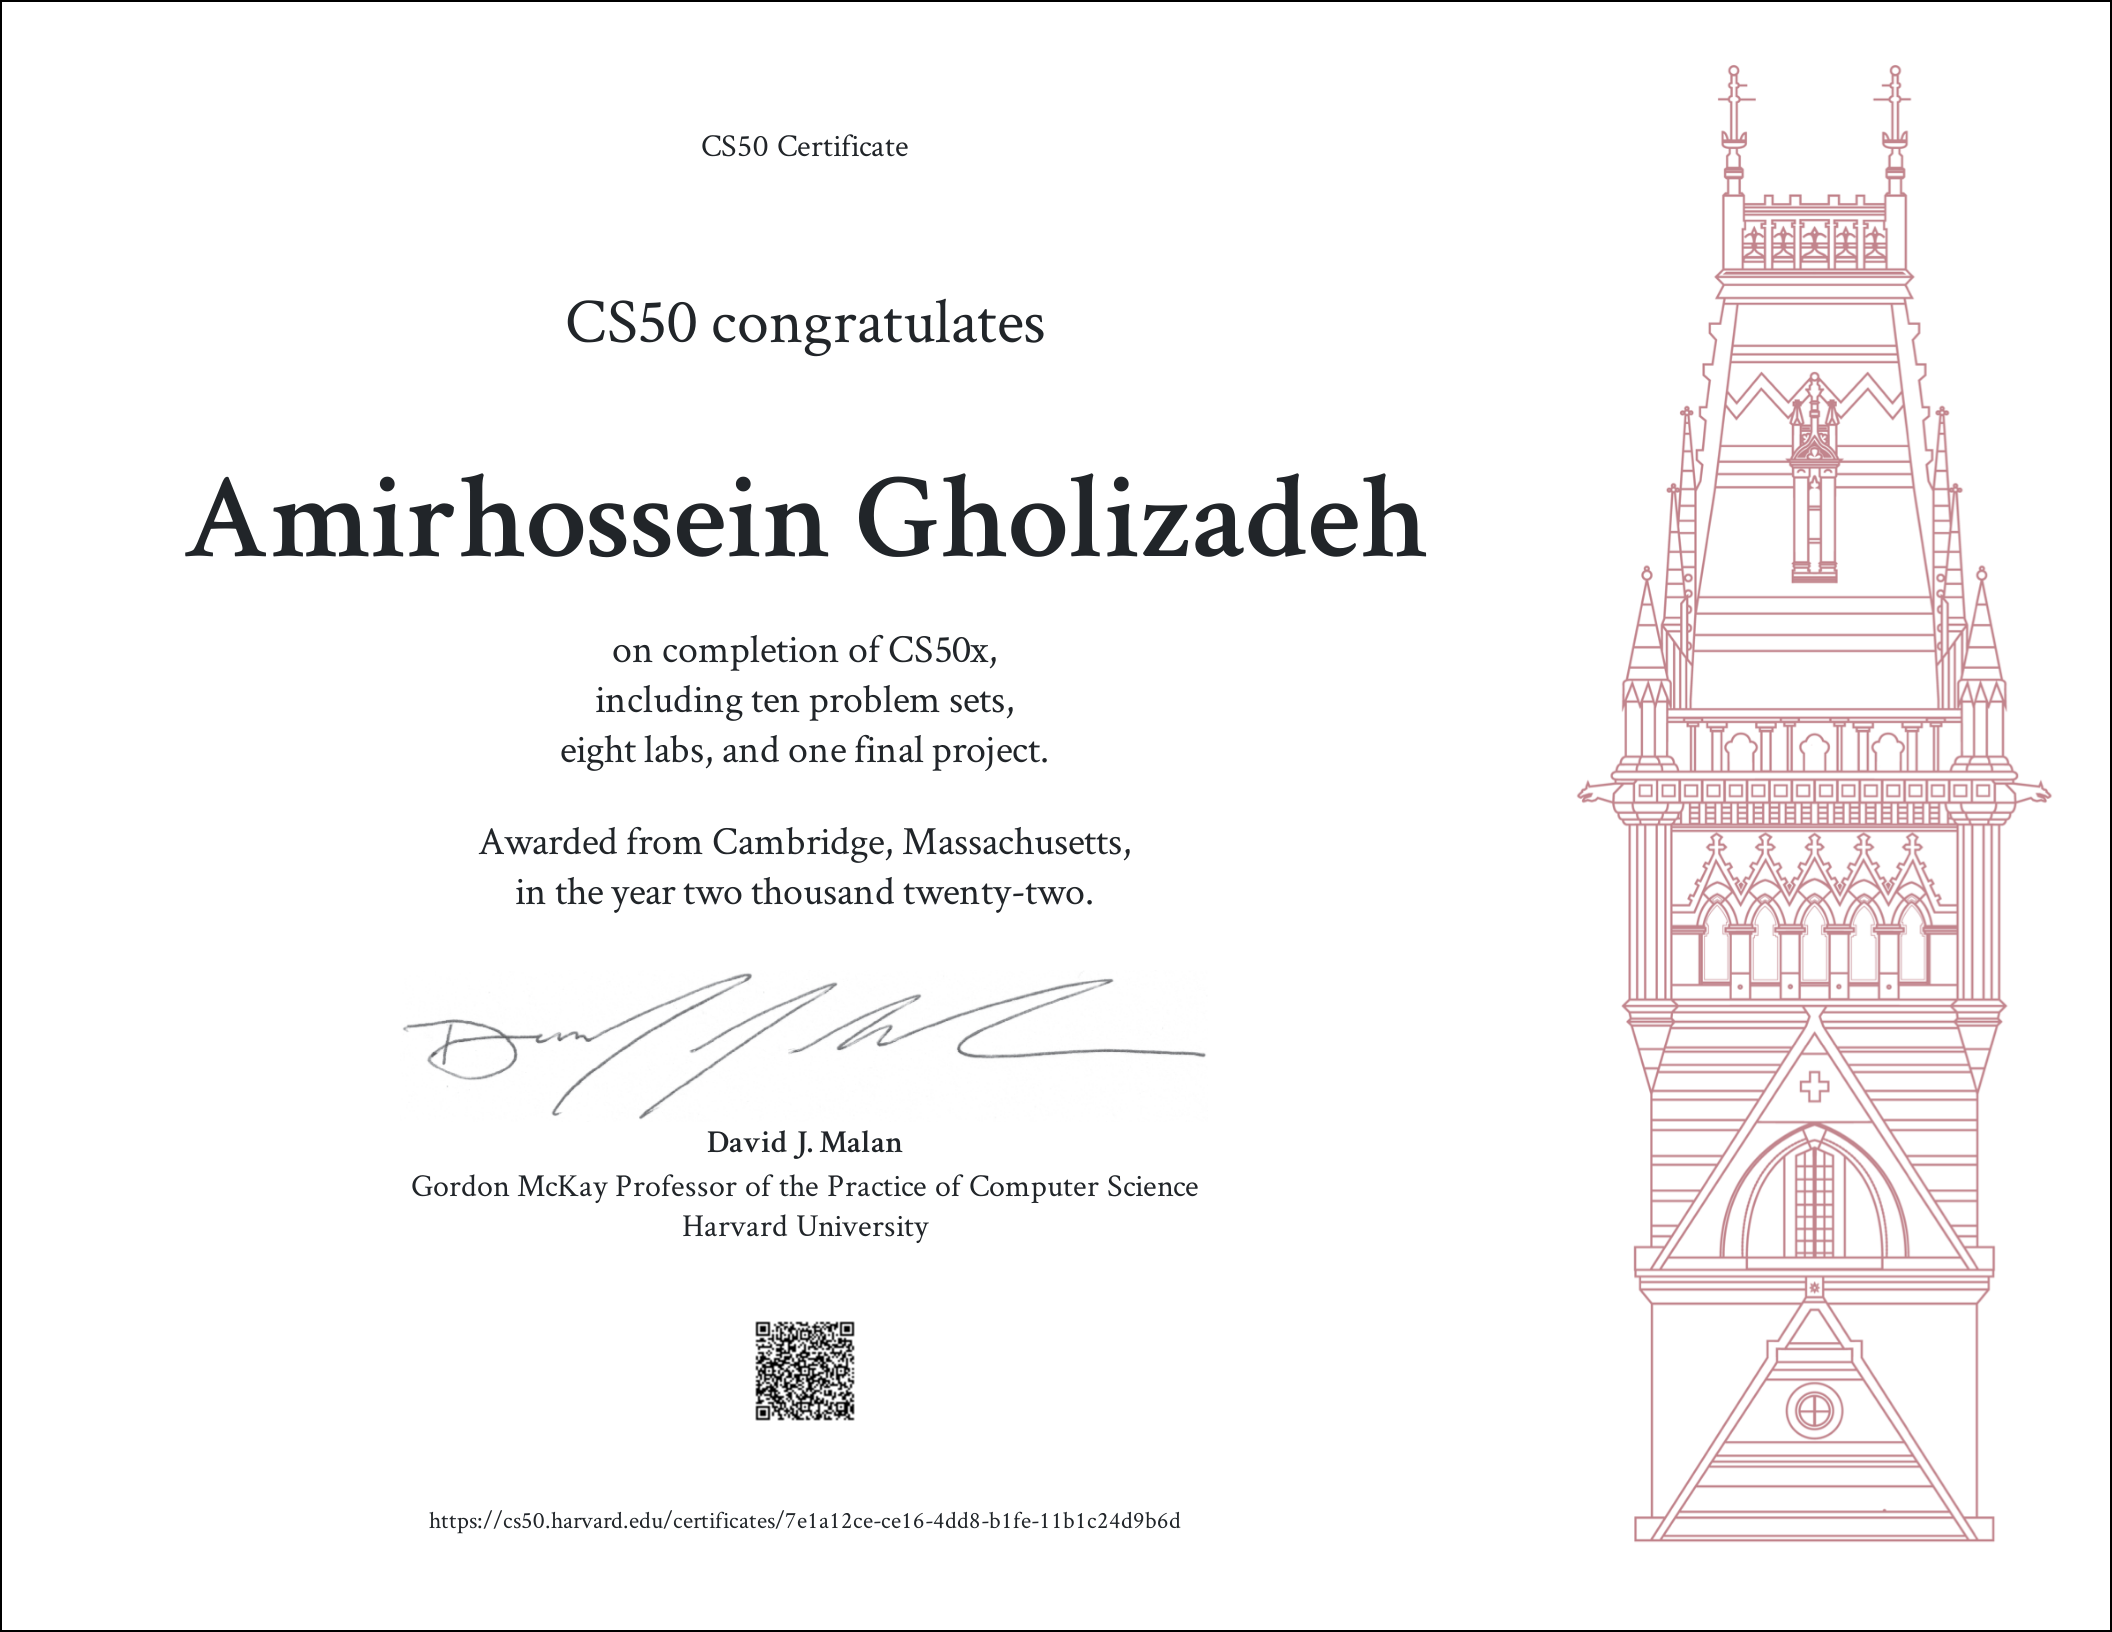 CS50 Certificate
CS50 congratulates
Amirhossein Gholizadeh
on completion of CS50x,
including ten problem sets,
eight labs, and one final project.
Awarded from Cambridge, Massachusetts,
in the year two thousand twenty-two.
David J. Malan
Gordon McKay Professor of the Practice of Computer Science
Harvard University
https://cs50.harvard.edu/certificates/7e1a12ce-ce16-4dd8-b1fe-11b1c24d9b6d